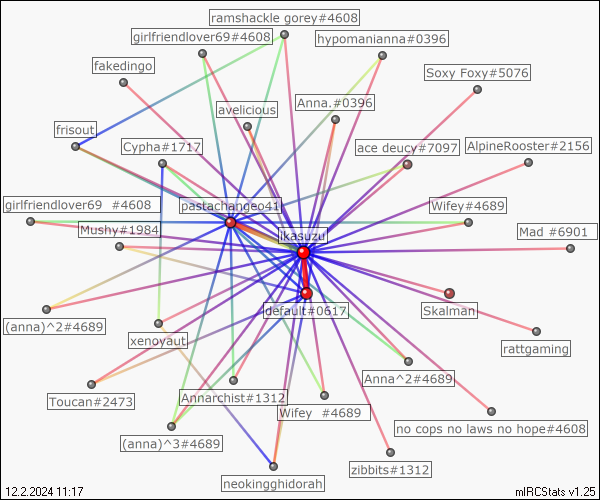 ramshackle gorey#4608
girlfriendlover69#4608
hypomanianna#0396
fakedingo
Soxy Foxy#5076
avelicious
Anna.#0396
frisout
Cypha#1717
ace deucy#7097
AlpineRooster#2156
girlfriendlover69 #4608
pastachangeo41
Wifey#4689
Mushy#1984
ikasuzu
Mad #6901
default#0617
Skalman
(anna)^2#4689
xenoyaut
rattgaming
Anna^2#4689
Toucan#2473
Annarchist#1312
Wifey #4689
no cops no laws no hope#4608
(anna)^3#4689
zibbits#1312
neokingghidorah
12.2.2024 11:17
mIRCStats v1.25